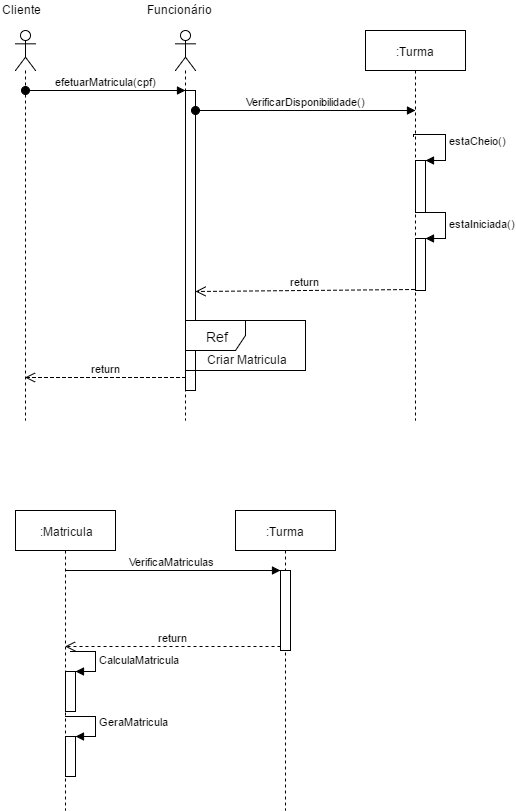 Cliente
Funcionário
:Turma
efetuarMatricula(cpf)
VerificarDisponibilidade()
estaCheio()
estaIniciada()
return
Ref
Criar Matricula
return
:Matricula
:Turma
VerificaMatriculas
return
CalculaMatricula
GeraMatricula